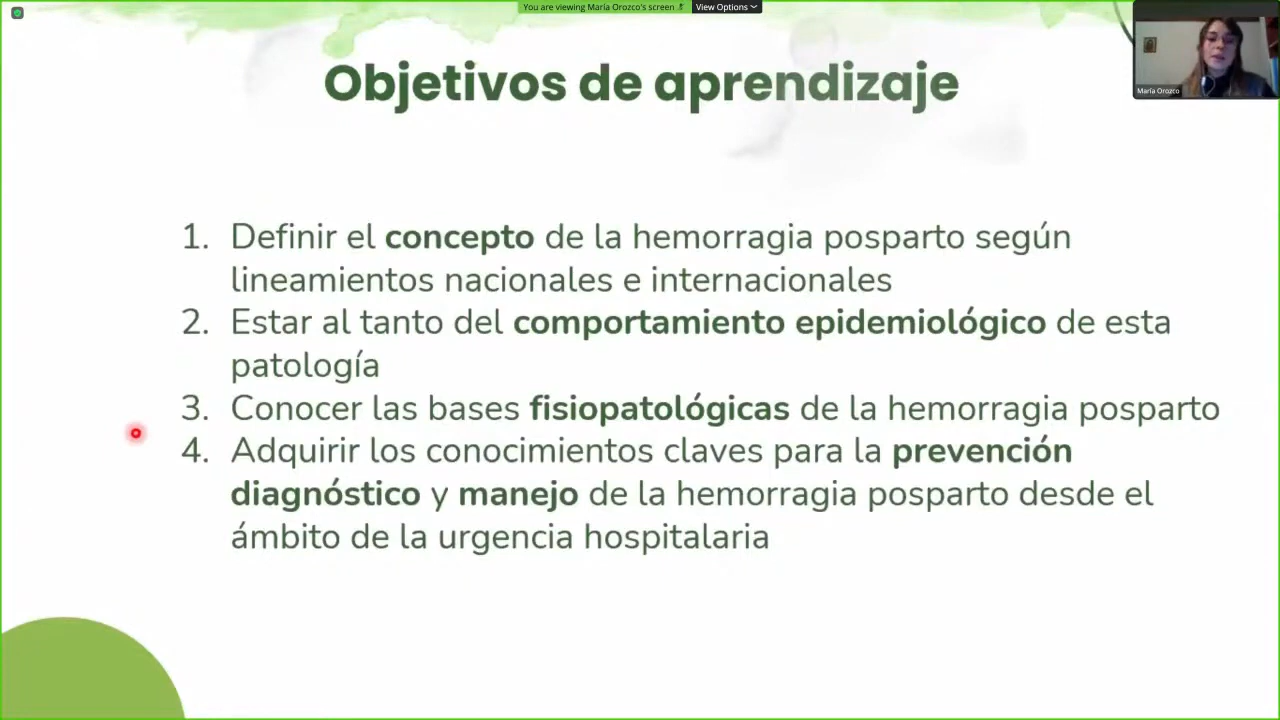 You are viewing María Orozco's screen
View Options
María Orozco
Objetivos de aprendizaje
1. Definir el concepto de la hemorragia posparto según
lineamientos nacionales e internacionales
2. Estar al tanto del comportamiento epidemiológico de esta
patología
3. Conocer las bases fisiopatológicas de la hemorragia posparto
4. Adquirir los conocimientos claves para la prevención
diagnóstico y manejo de la hemorragia posparto desde el
ámbito de la urgencia hospitalaria